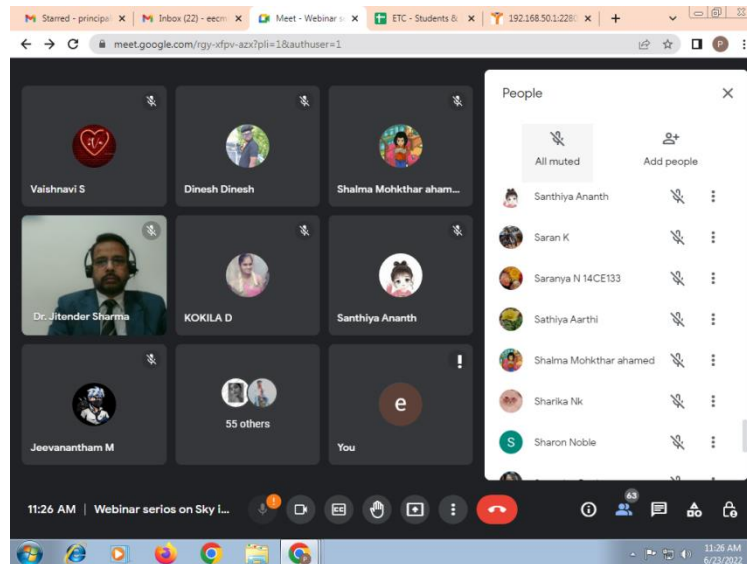 Starred - principal
Inbox (22) - eecm
Meet - Webinar s
ETC - Students &
192.168.50.1:2280
meet.google.com/rgy-xfpv-azx?pli=1&authuser=1
P
Vaishnavi S
Dinesh Dinesh
Shalma Mohkthar aham...
Dr. Jitender Sharma
KOKILA D
Santhiya Ananth
Jeevanantham M
55 others
e
You
People
All muted
Add people
Santhiya Ananth
Saran K
Saranya N 14CE133
Sathiya Aarthi
Shalma Mohkthar ahamed
Sharika Nk
S
Sharon Noble
11:26 AM | Webinar serios on Sky i...
63
11:26 AM
6/23/2022